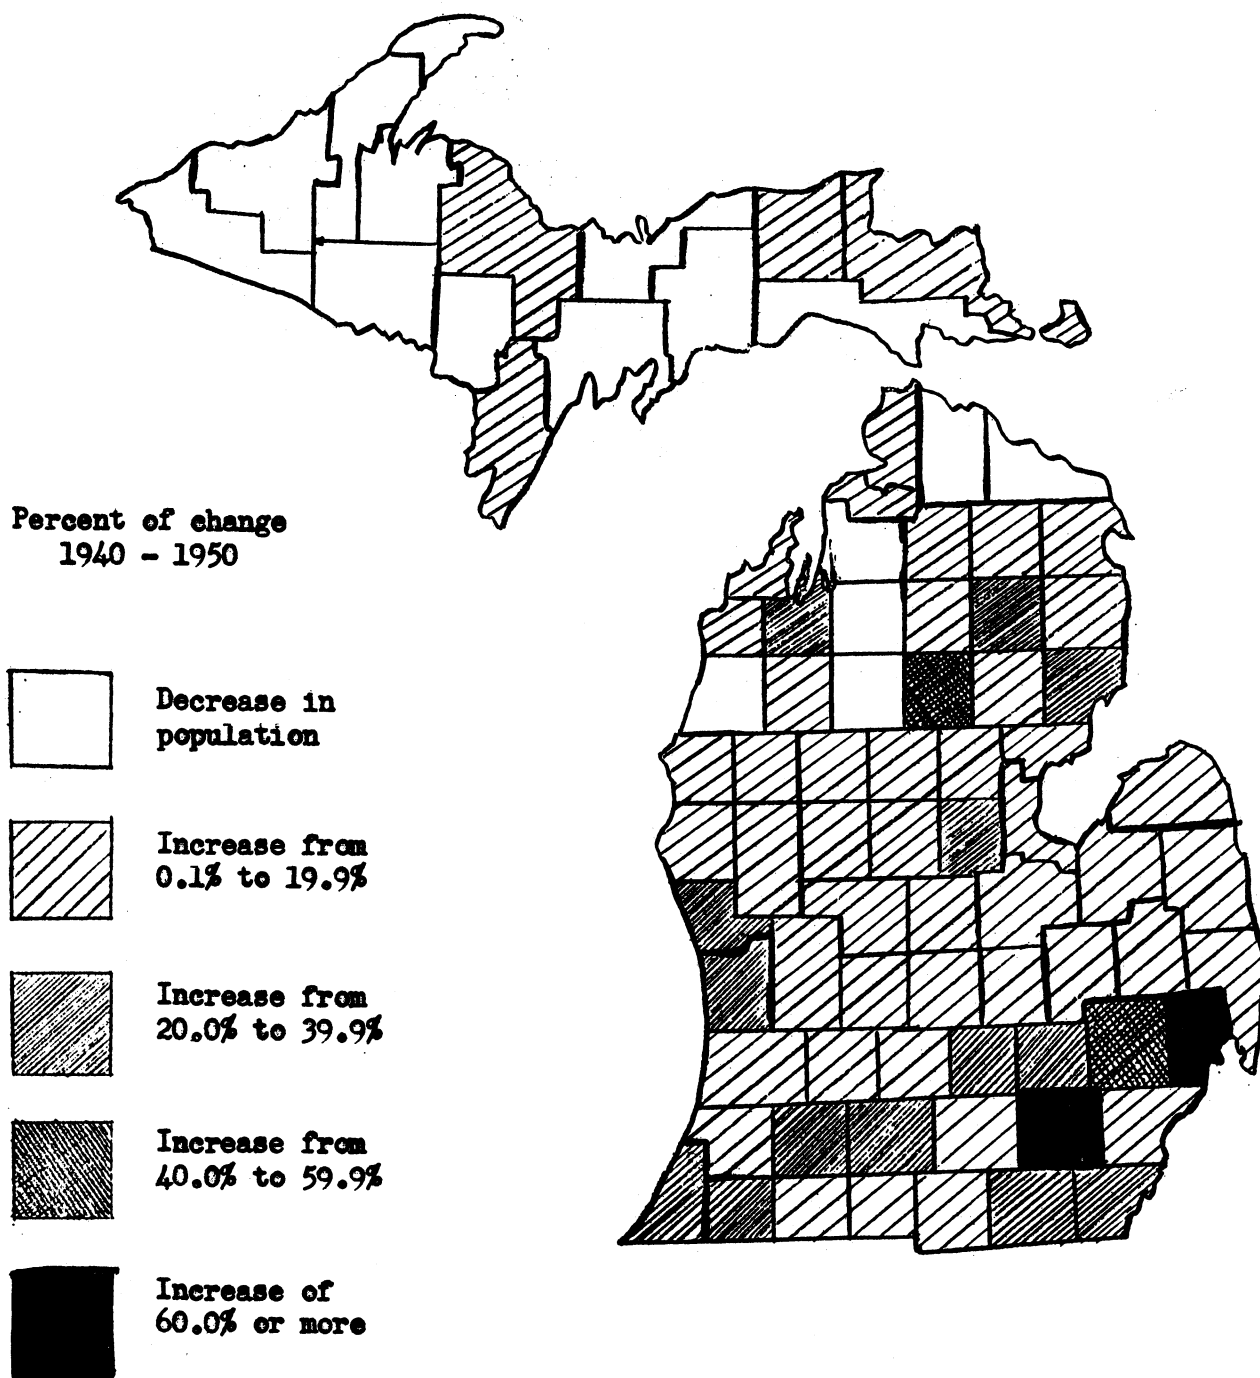 Percent of change
1940 - 1950
Decrease in
population
Increase from
0.1% to 19.9%
Increase from
20.0% to 39.9%
Increase from
40.0% to 59.9%
Increase of
60.0% or more